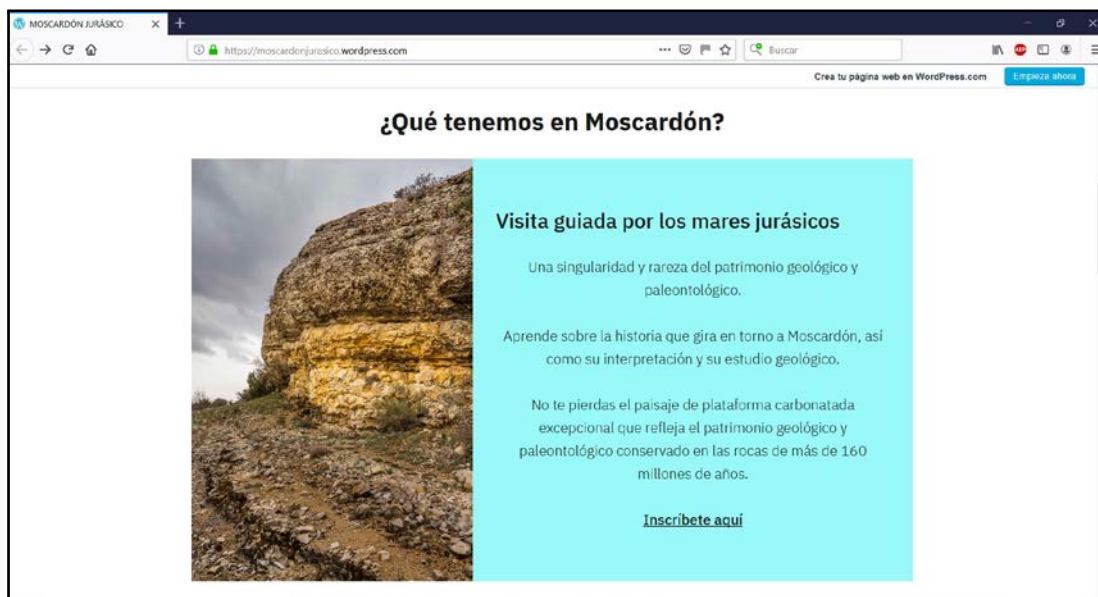 MOSCARDÓN JURÁSICO
https://moscardonjurasico.wordpress.com
Buscar
Crea tu página web en WordPress.com
Empieza ahora
¿Qué tenemos en Moscardón?
Visita guiada por los mares jurásicos
Una singularidad y rareza del patrimonio geológico y
paleontológico.
Aprende sobre la historia que gira en torno a Moscardón, así
como su interpretación y su estudio geológico.
No te pierdas el paisaje de plataforma carbonatada
excepcional que refleja el patrimonio geológico y
paleontológico conservado en las rocas de más de 160
millones de años.
Inscríbete aquí